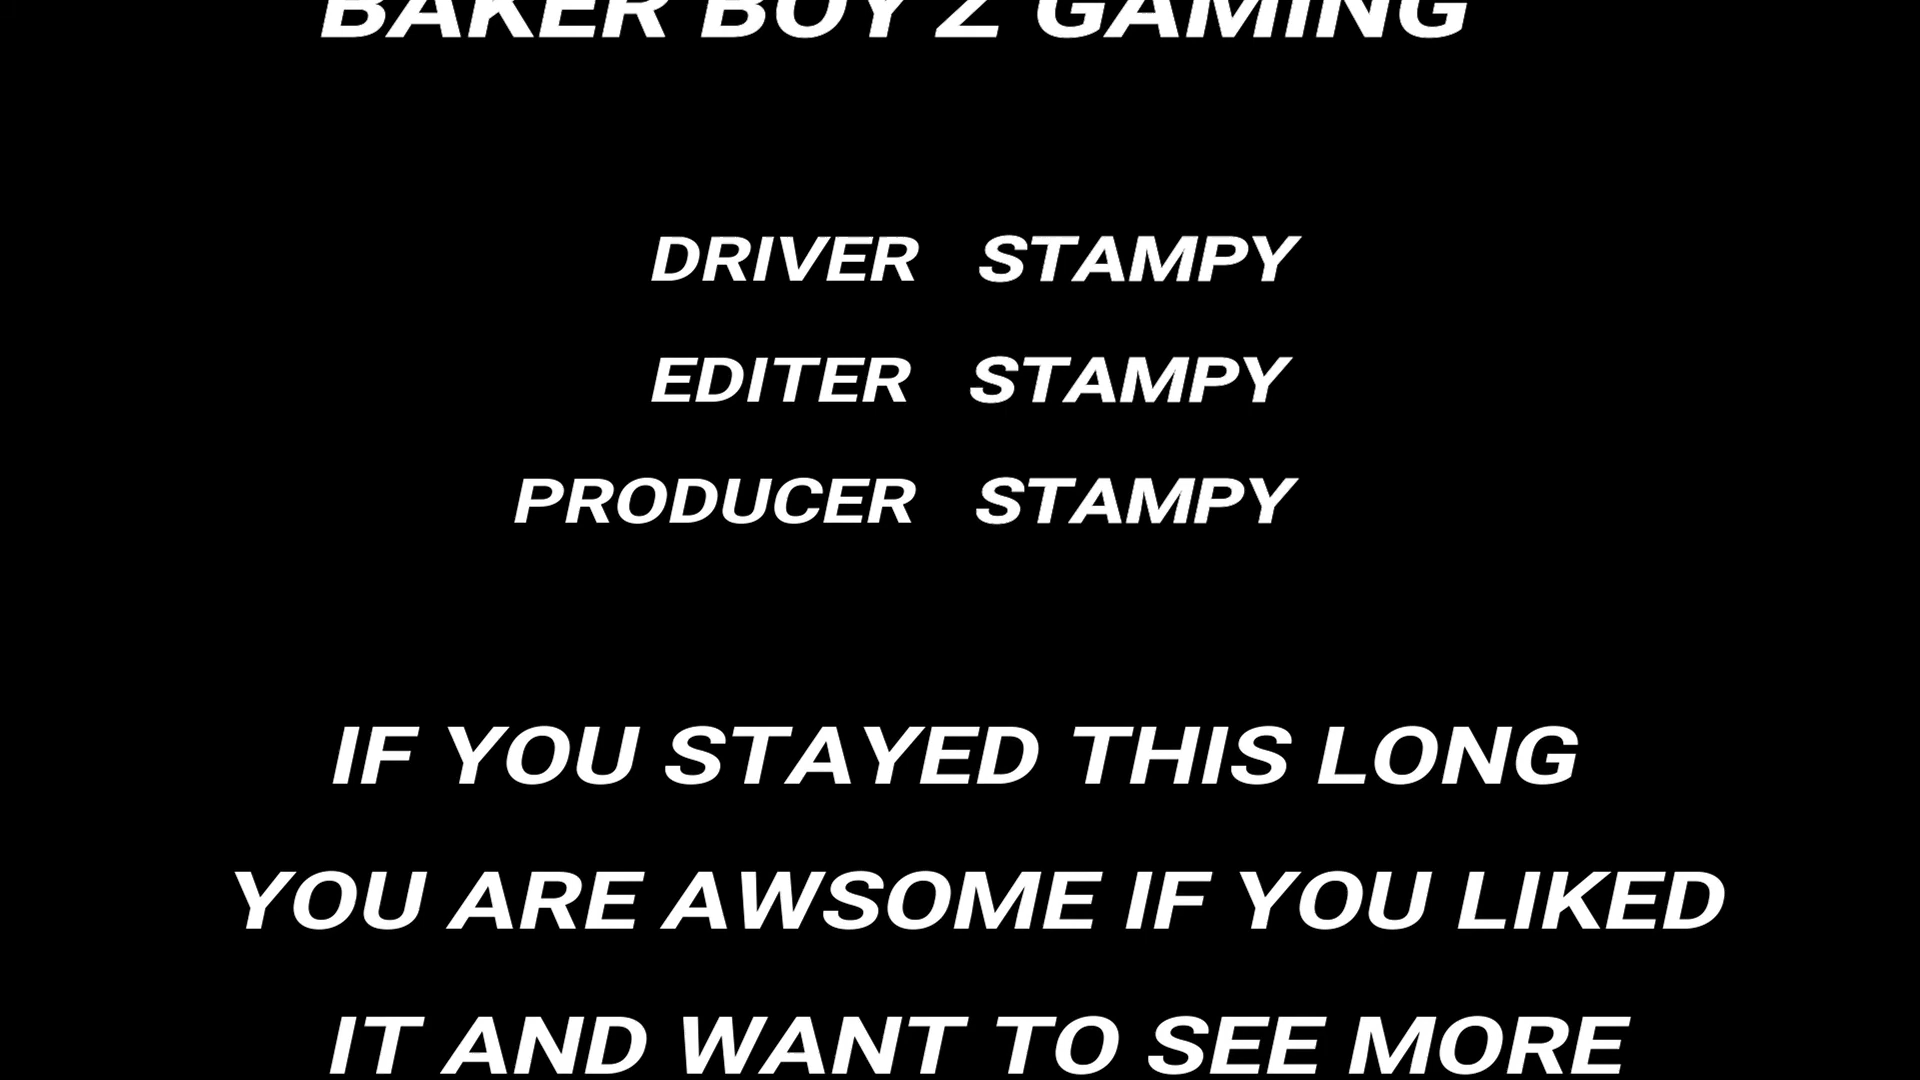 BAKER BOY Z GAMING
DRIVER STAMPY
EDITER STAMPY
PRODUCER STAMPY
IF YOU STAYED THIS LONG
YOU ARE AWSOME IF YOU LIKED
IT AND WANT TO SEE MORE